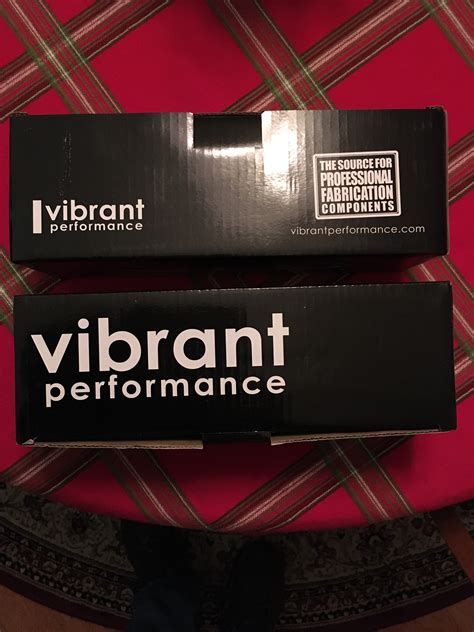 vibrant
performance
THE SOURCE FOR
PROFESSIONAL
FABRICATION
COMPONENTS
vibrantperformance.com
vibrant
performance